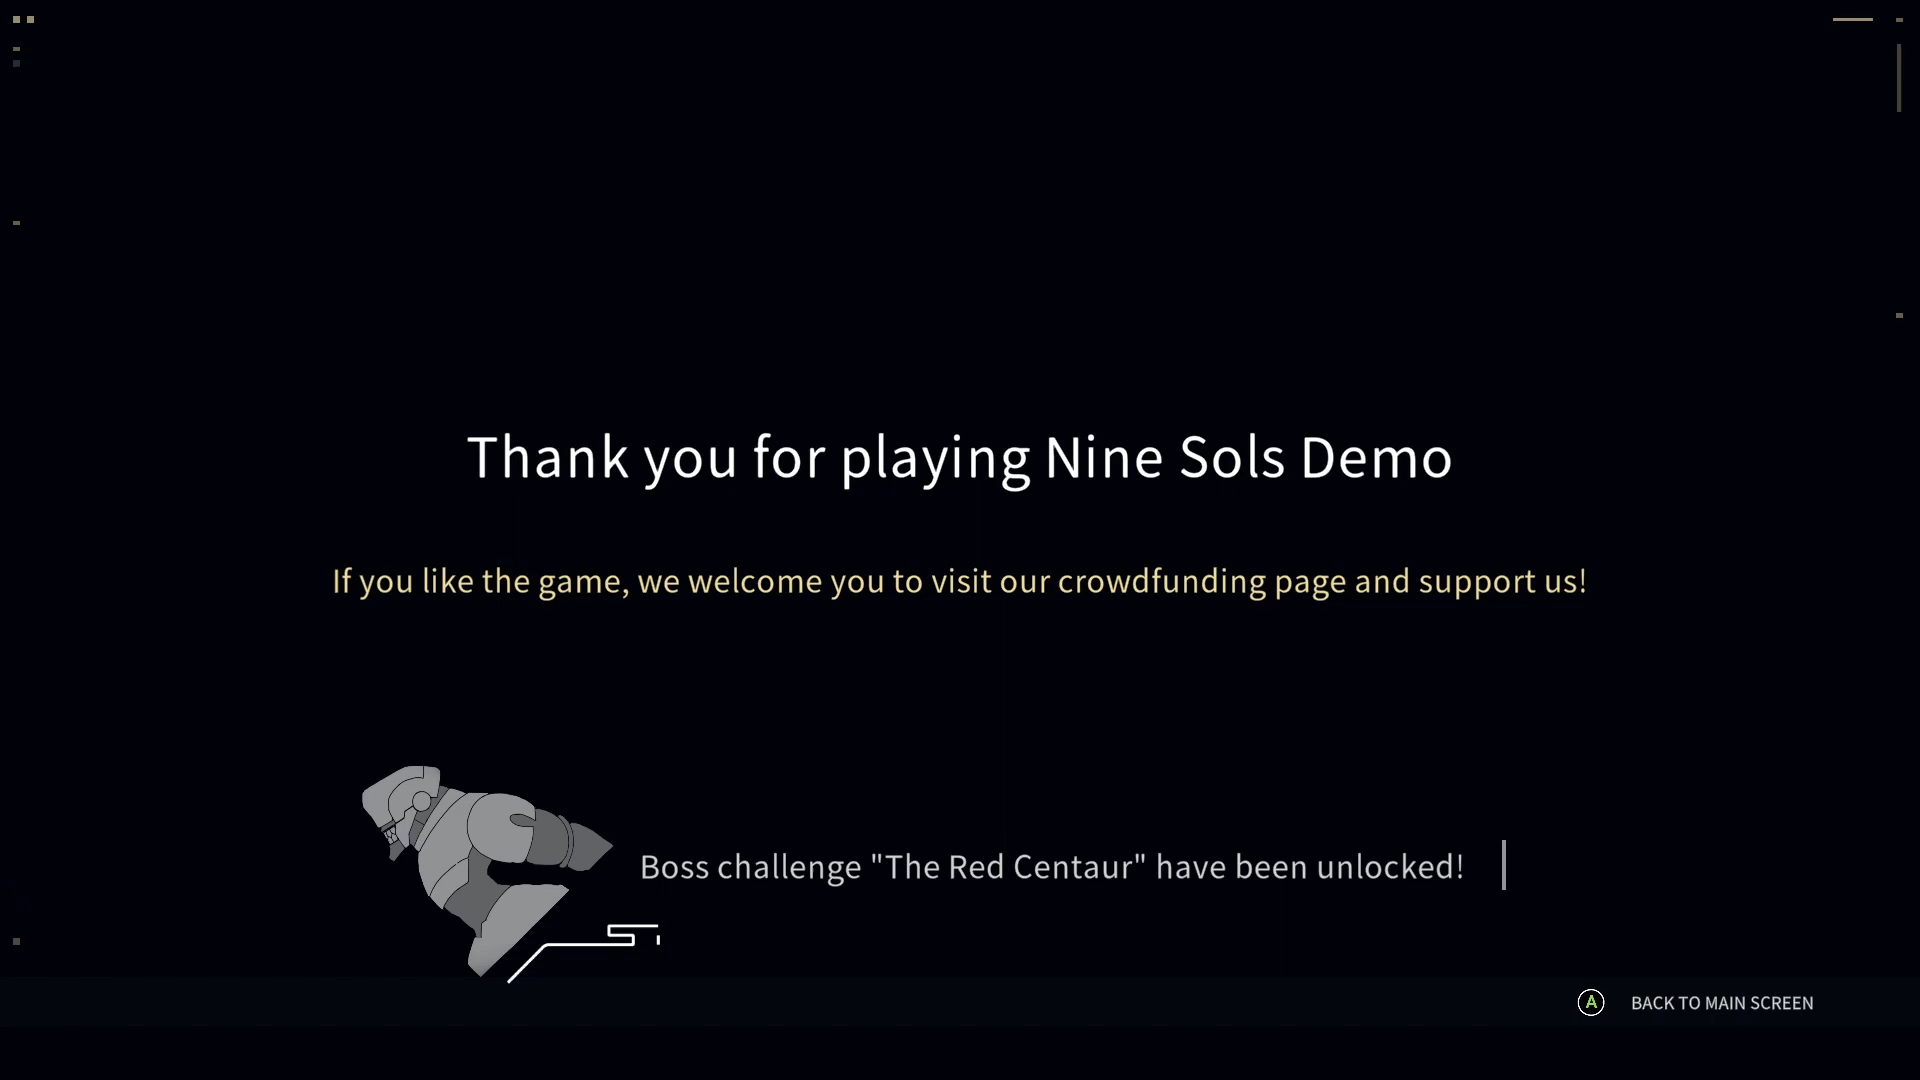 Thank you for playing Nine Sols Demo
If you like the game, we welcome you to visit our crowdfunding page and support us!
Boss challenge "The Red Centaur" have been unlocked!
A BACK TO MAIN SCREEN